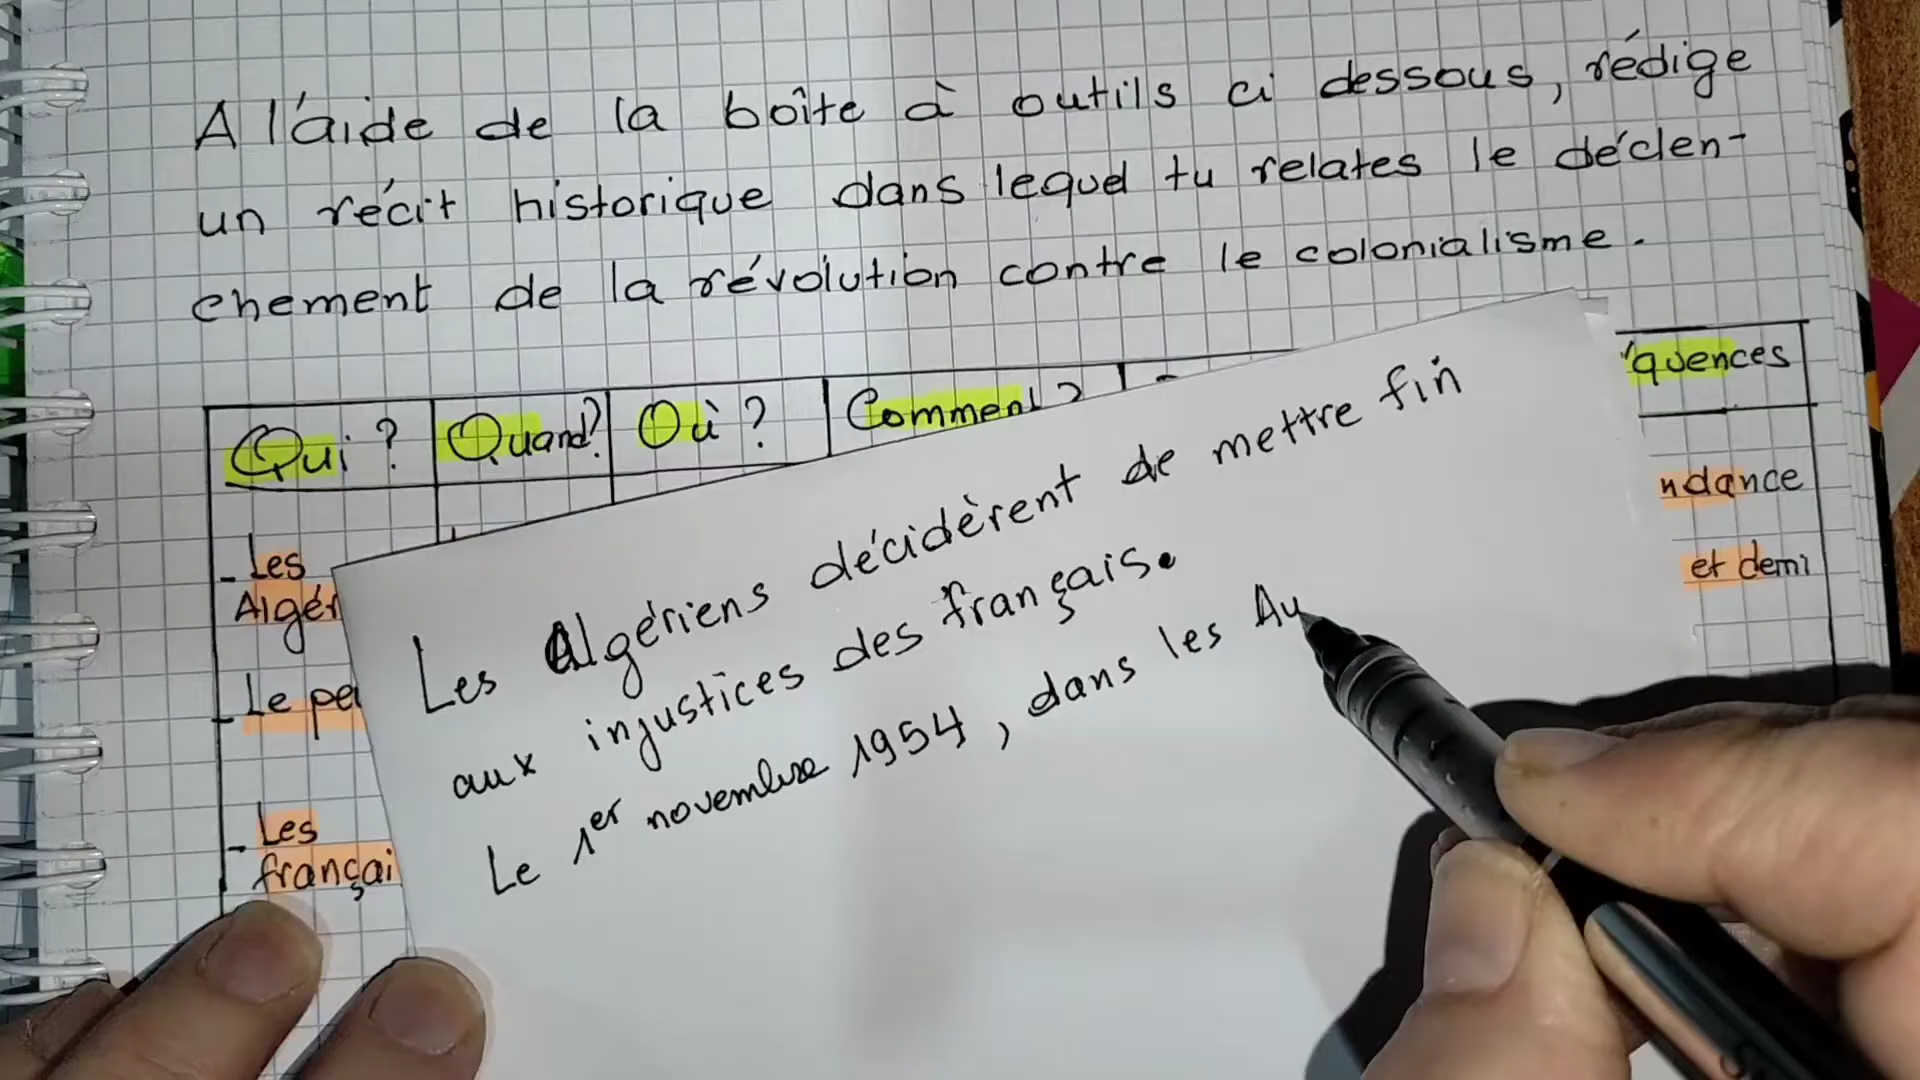 A l'aide de la boîte à outils ci dessous, rédige
un récit historique dans lequel tu relates le déclen-
chement de la révolution contre le colonialisme.
Qui ? Quand? Où ? Comment ? quences
- Les
Algér
- Le pe
- Les
françai
ndance
et demi
Les Algériens décidèrent de mettre fin
aux injustices des français.
Le 1er novembre 1954, dans les Au